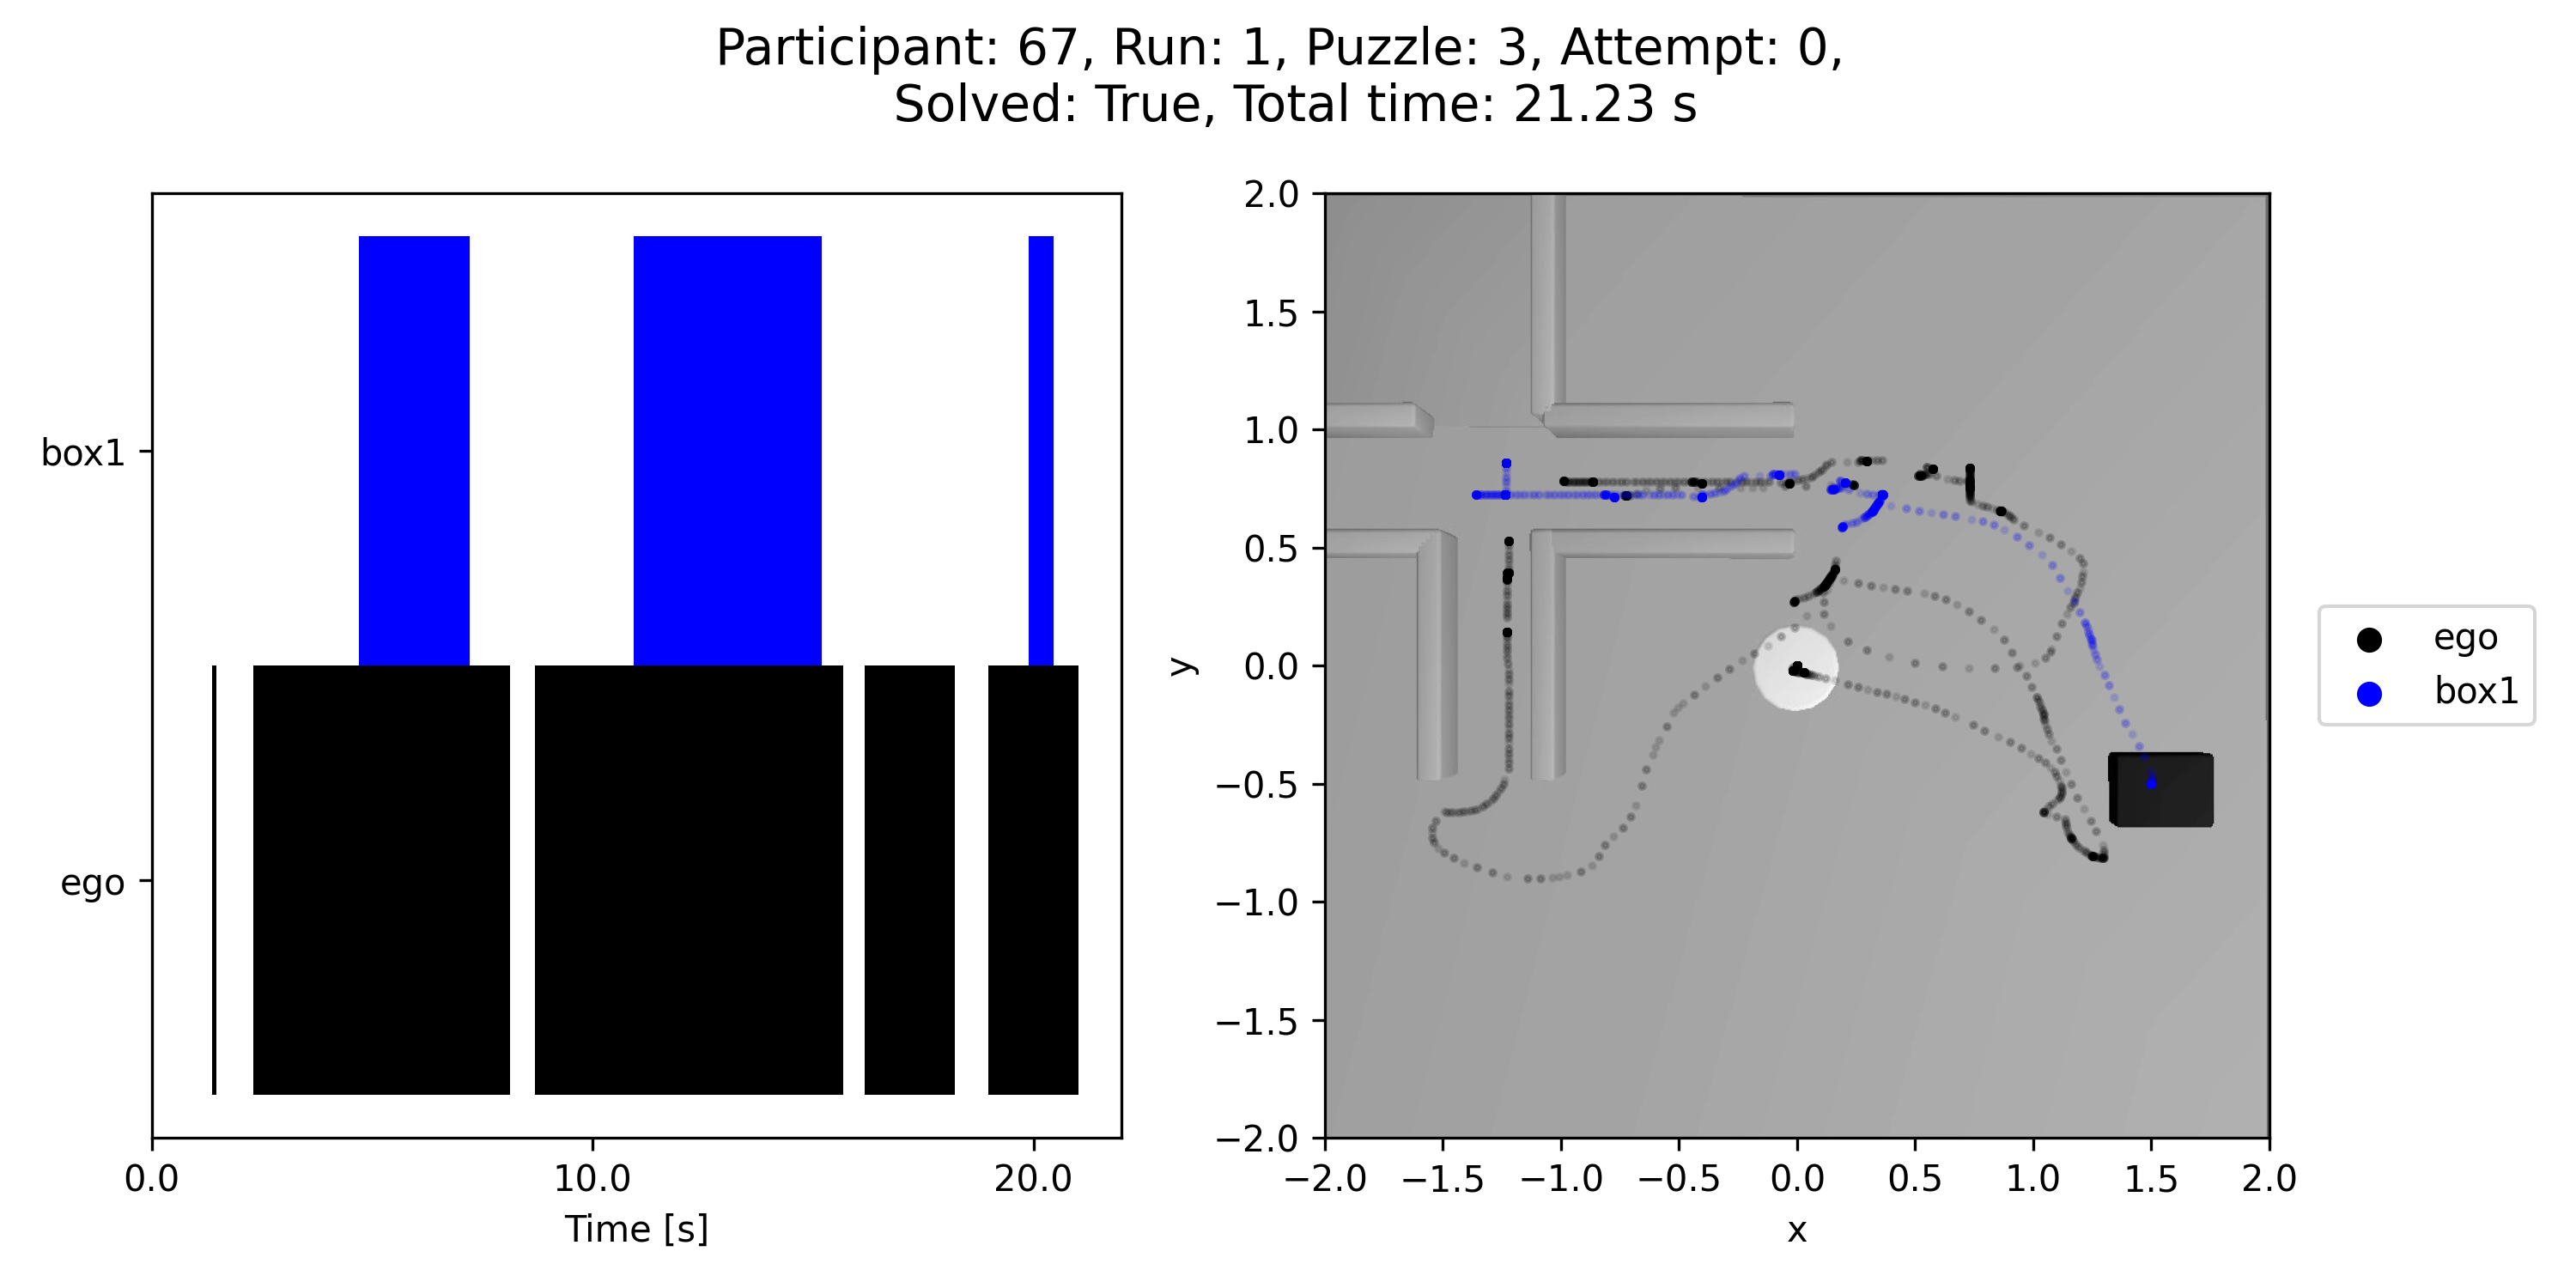 Participant: 67, Run: 1, Puzzle: 3, Attempt: 0,
Solved: True, Total time: 21.23 s
box1
ego
0.0
10.0
20.0
Time [s]
2.0
1.5
1.0
0.5
0.0
−0.5
−1.0
−1.5
−2.0
y
−2.0
−1.5
−1.0
−0.5
0.0
0.5
1.0
1.5
2.0
x
ego
box1